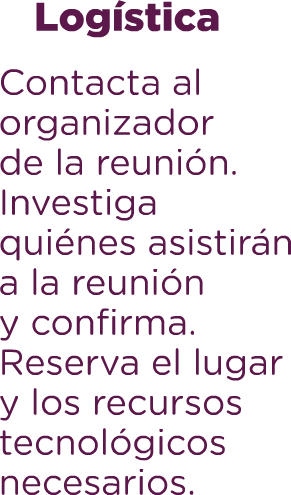 Logística
Contacta al
organizador
de la reunión.
Investiga
quiénes asistirán
a la reunión
y confirma.
Reserva el lugar
y los recursos
tecnológicos
necesarios.